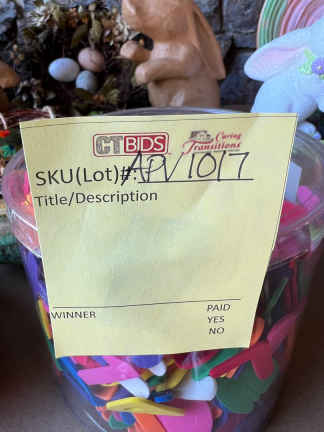 CTBIDS Caring Transitions
SKU(Lot)#: APV1017
Title/Description
WINNER PAID
YES
NO